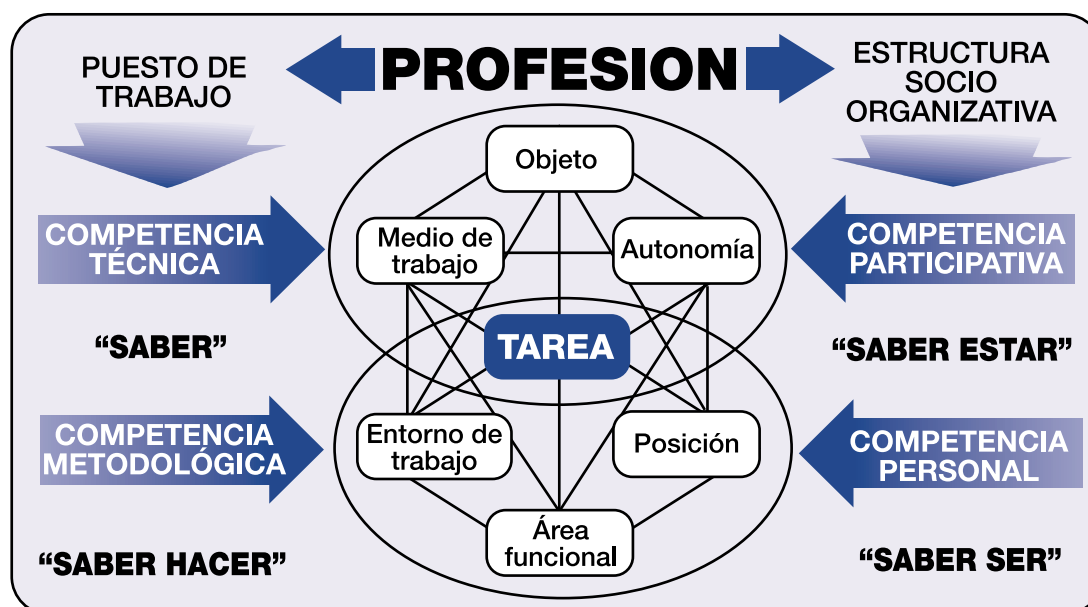 PROFESION
PUESTO DE
TRABAJO
ESTRUCTURA
SOCIO
ORGANIZATIVA
Objeto
COMPETENCIA
TÉCNICA
Medio de
trabajo
Autonomía
COMPETENCIA
PARTICIPATIVA
“SABER”
TAREA
“SABER ESTAR”
COMPETENCIA
METODOLÓGICA
Entorno de
trabajo
Posición
COMPETENCIA
PERSONAL
Área
funcional
“SABER HACER”
“SABER SER”